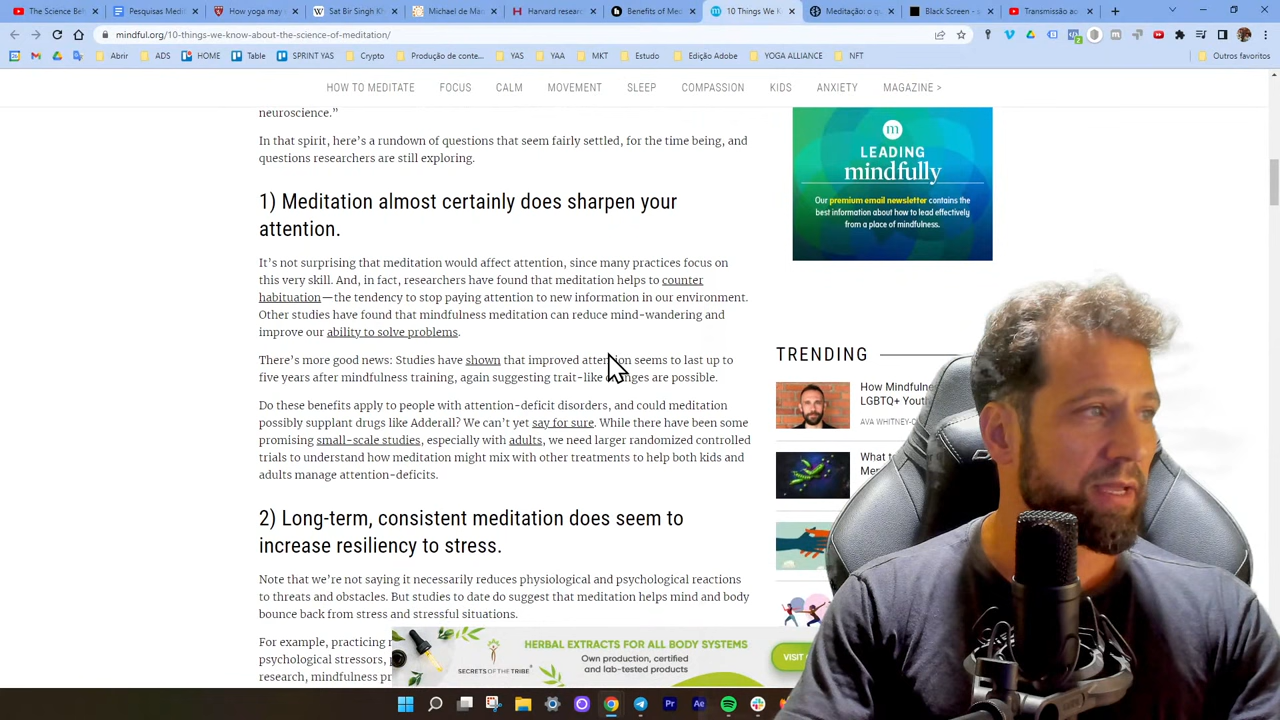 The Science Be
Pesquisas Medit
How yoga may
Sat Bir Singh Kh
Michael de Ma
Harvard resear
Benefits of Med
10 Things We K
Meditação: o qu
Black Screen -
Transmissão ao
mindful.org/10-things-we-know-about-the-science-of-meditation/
Abrir
ADS
HOME
Table
SPRINT YAS
Crypto
Produção de conte...
YAS
YAA
MKT
Estudo
Edição Adobe
YOGA ALLIANCE
NFT
Outros favoritos
HOW TO MEDITATE
FOCUS
CALM
MOVEMENT
SLEEP
COMPASSION
KIDS
ANXIETY
MAGAZINE >
neuroscience.”
In that spirit, here’s a rundown of questions that seem fairly settled, for the time being, and
questions researchers are still exploring.
1) Meditation almost certainly does sharpen your
attention.
It’s not surprising that meditation would affect attention, since many practices focus on
this very skill. And, in fact, researchers have found that meditation helps to counter
habituation—the tendency to stop paying attention to new information in our environment.
Other studies have found that mindfulness meditation can reduce mind-wandering and
improve our ability to solve problems.
There’s more good news: Studies have shown that improved attention seems to last up to
five years after mindfulness training, again suggesting trait-like changes are possible.
Do these benefits apply to people with attention-deficit disorders, and could meditation
possibly supplant drugs like Adderall? We can’t yet say for sure. While there have been some
promising small-scale studies, especially with adults, we need larger randomized controlled
trials to understand how meditation might mix with other treatments to help both kids and
adults manage attention-deficits.
2) Long-term, consistent meditation does seem to
increase resiliency to stress.
Note that we’re not saying it necessarily reduces physiological and psychological reactions
to threats and obstacles. But studies to date do suggest that meditation helps mind and body
bounce back from stress and stressful situations.
For example, practicing
psychological stressors,
research, mindfulness pr
m
LEADING
mindfully
Our premium email newsletter contains the
best information about how to lead effectively
from a place of mindfulness.
TRENDING
How Mindfulne
LGBTQ+ Yout
AVA WHITNEY-C
What t
Mer
SECRETS OF THE TRIBE
HERBAL EXTRACTS FOR ALL BODY SYSTEMS
Own production, certified
and lab-tested products
VISIT